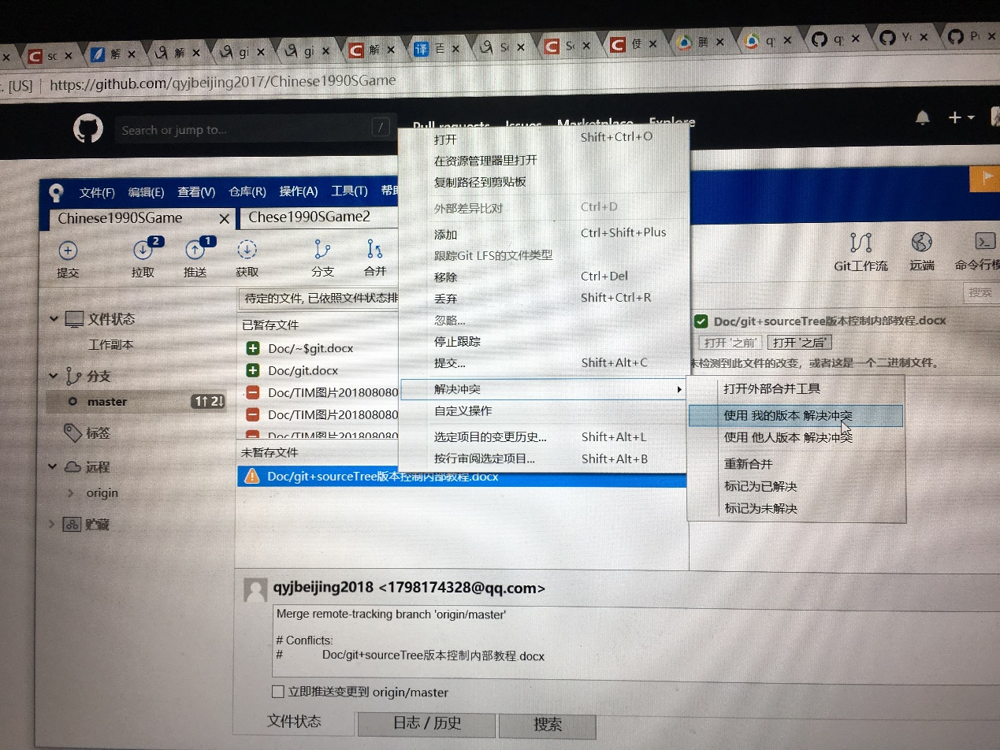 sc
解
解
gi
gi
解
译 百
Sc
Sc
使
腾
q'
q'
Yo
[US] https://github.com/qyjbeijing2017/Chinese1990SGame
Search or jump to... /
Pull requests Issues Marketplace Explore
文件(F) 编辑(E) 查看(V) 仓库(R) 操作(A) 工具(T)
Chinese1990SGame
Chese1990SGame2
2 1
提交 拉取 推送 获取 分支 合并 Git工作流 远端
待定的文件, 已依照文件状态排
搜索
文件状态
工作副本
分支
master 1↑ 2↓
标签
远程
origin
贮藏
已暂存文件
Doc/~$git.docx
Doc/git.docx
Doc/TIM图片201808080
Doc/TIM图片201808080
Doc/TIM图片201808080
未暂存文件
Doc/git+sourceTree版本控制内部教程.docx
打开 Shift+Ctrl+O
在资源管理器里打开
复制路径到剪贴板
外部差异比对 Ctrl+D
添加 Ctrl+Shift+Plus
跟踪Git LFS的文件类型
移除 Ctrl+Del
丢弃 Shift+Ctrl+R
忽略...
停止跟踪
提交... Shift+Alt+C
解决冲突
自定义操作
选定项目的变更历史... Shift+Alt+L
按行审阅选定项目... Shift+Alt+B
Doc/git+sourceTree版本控制内部教程.docx
打开 '之前' 打开 '之后'
未检测到此文件的改变，或者这是一个二进制文件。
打开外部合并工具
使用 我的版本 解决冲突
使用 他人版本 解决冲突
重新合并
标记为已解决
标记为未解决
qyjbeijing2018 <1798174328@qq.com>
Merge remote-tracking branch 'origin/master'
# Conflicts:
# Doc/git+sourceTree版本控制内部教程.docx
立即推送变更到 origin/master
文件状态 日志 / 历史 搜索